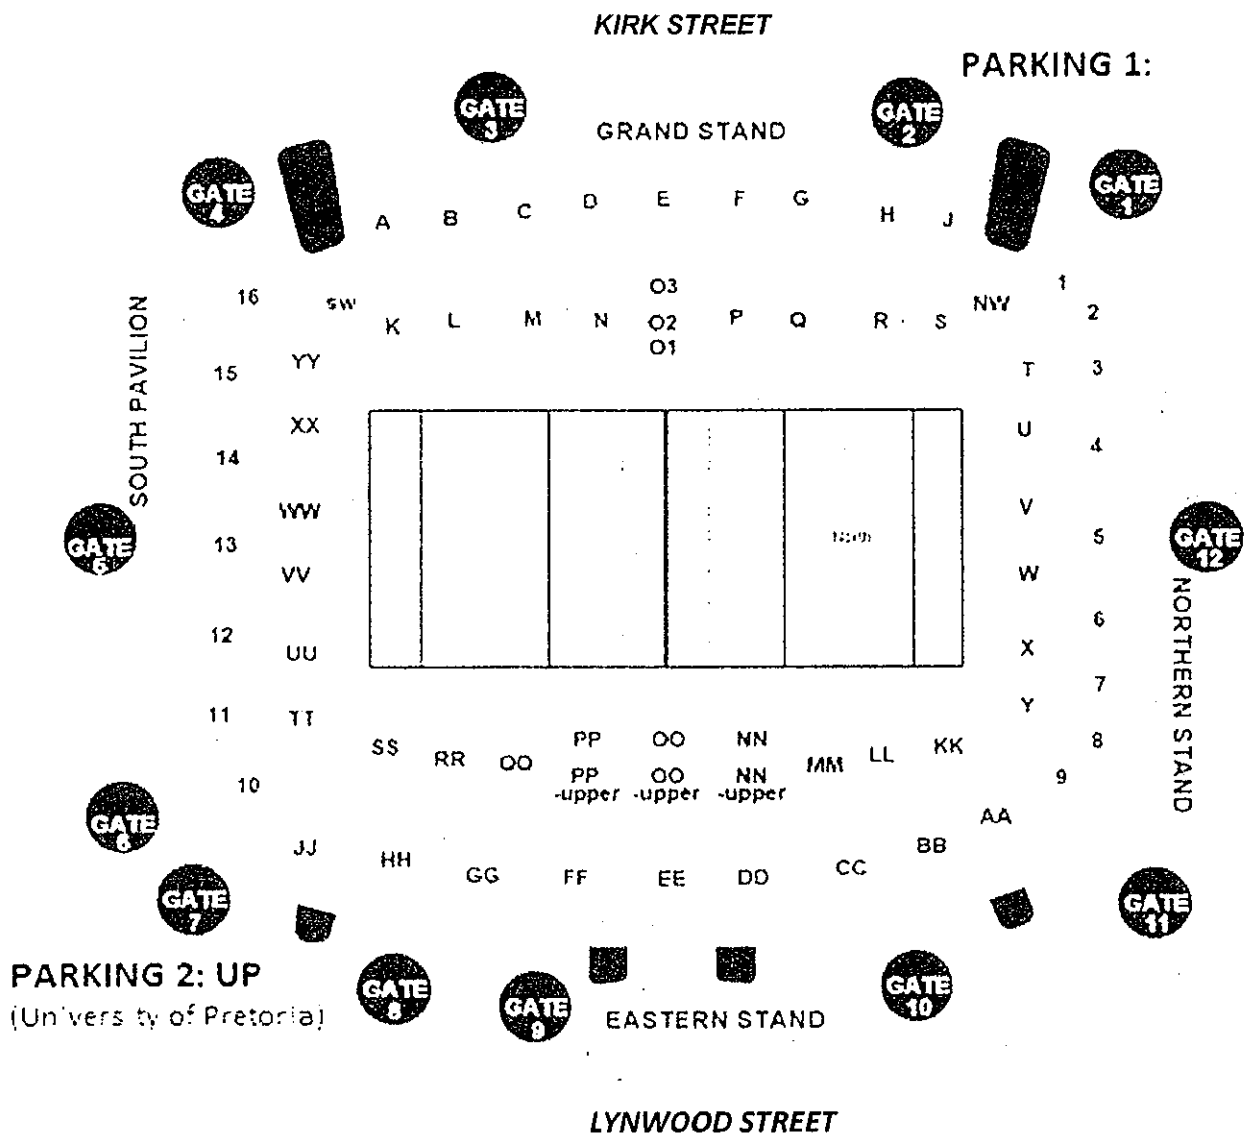 KIRK STREET
PARKING 1:
GATE 3
GATE 2
GRAND STAND
GATE 4
GATE 1
A B C D E F G H J
16 SW K L M N O3 P Q R S NW 1
O2 2
O1
SOUTH PAVILION
15 YY T 3
XX U 4
14
WW V
GATE 5
13 North 5
GATE 12
VV W
12 6
UU X
NORTHERN STAND
7
11 TT Y
SS RR OO PP OO NN MM LL KK 8
10 PP -upper OO -upper NN -upper 9
GATE 6
AA
JJ HH GG FF EE DD CC BB
GATE 7
GATE 11
PARKING 2: UP
(University of Pretoria)
GATE 8
GATE 9
GATE 10
EASTERN STAND
LYNWOOD STREET